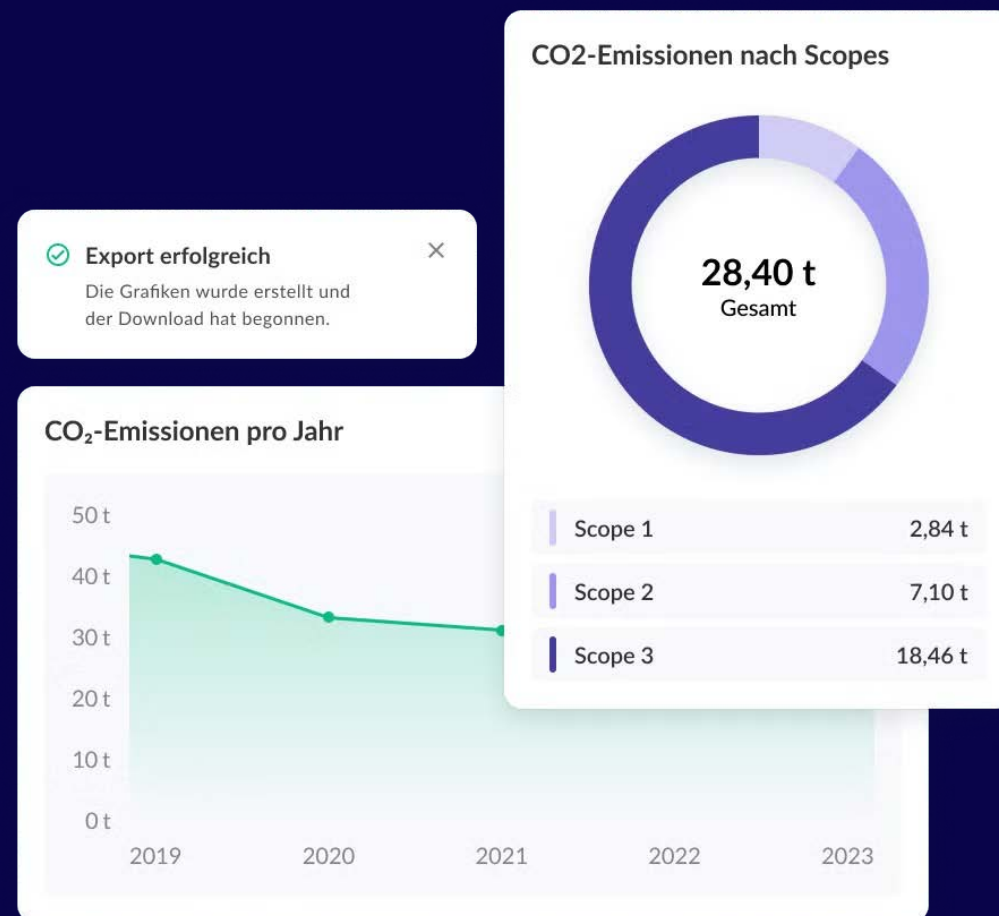 CO2-Emissionen nach Scopes
28,40 t
Gesamt
Scope 1 2,84 t
Scope 2 7,10 t
Scope 3 18,46 t
Export erfolgreich
Die Grafiken wurde erstellt und
der Download hat begonnen.
CO₂-Emissionen pro Jahr
50 t
40 t
30 t
20 t
10 t
0 t
2019 2020 2021 2022 2023